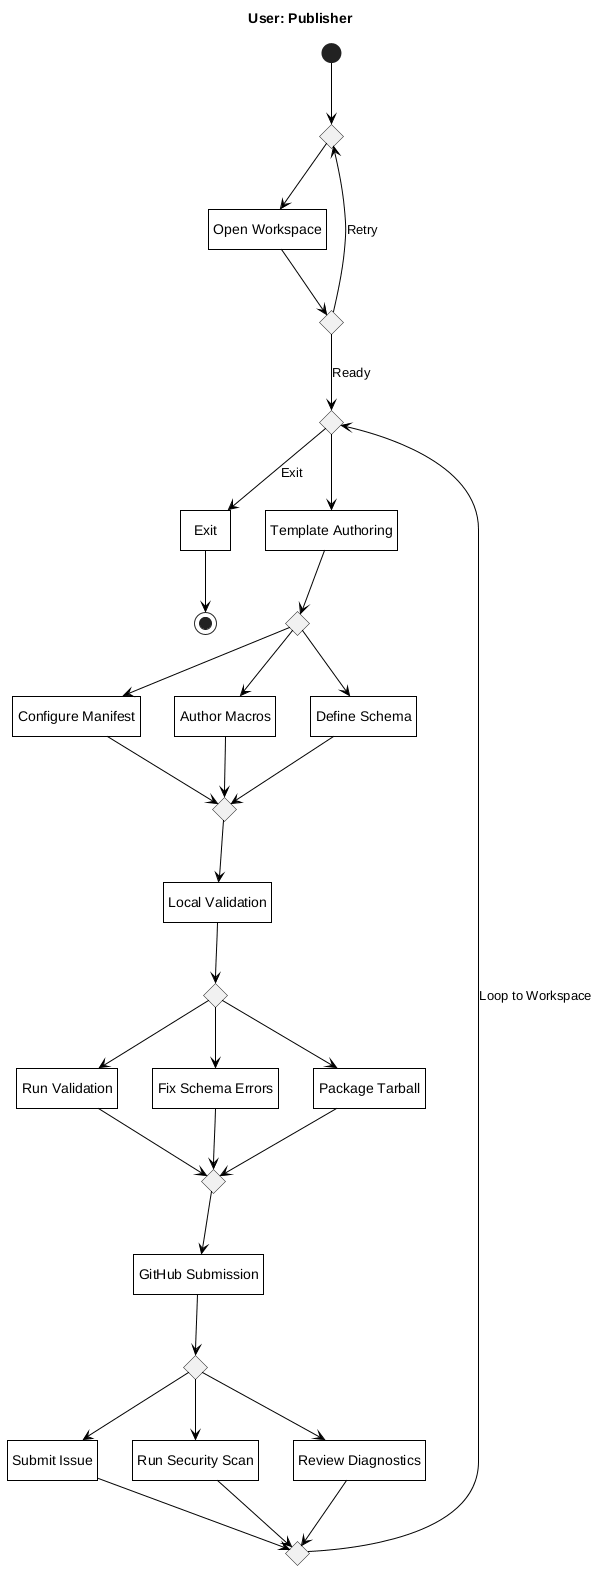 User: Publisher
Open Workspace
Retry
Ready
Exit
Exit
Template Authoring
Configure Manifest
Author Macros
Define Schema
Local Validation
Loop to Workspace
Run Validation
Fix Schema Errors
Package Tarball
GitHub Submission
Submit Issue
Run Security Scan
Review Diagnostics